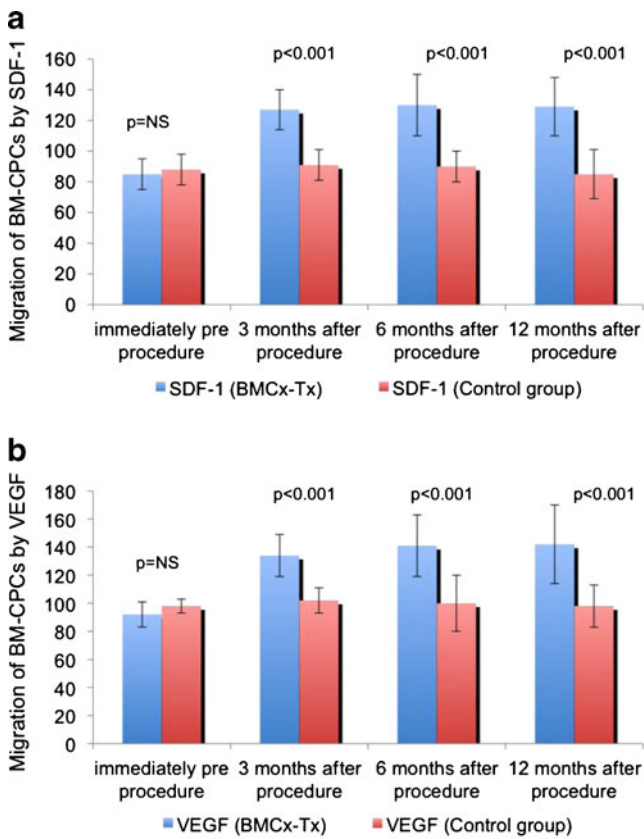 a
Migration of BM-CPCs by SDF-1
160
140
120
100
80
60
40
20
0
p=NS
p<0.001
p<0.001
p<0.001
immediately pre procedure
3 months after procedure
6 months after procedure
12 months after procedure
SDF-1 (BMCx-Tx)
SDF-1 (Control group)
b
Migration of BM-CPCs by VEGF
180
160
140
120
100
80
60
40
20
0
p=NS
p<0.001
p<0.001
p<0.001
immediately pre procedure
3 months after procedure
6 months after procedure
12 months after procedure
VEGF (BMCx-Tx)
VEGF (Control group)